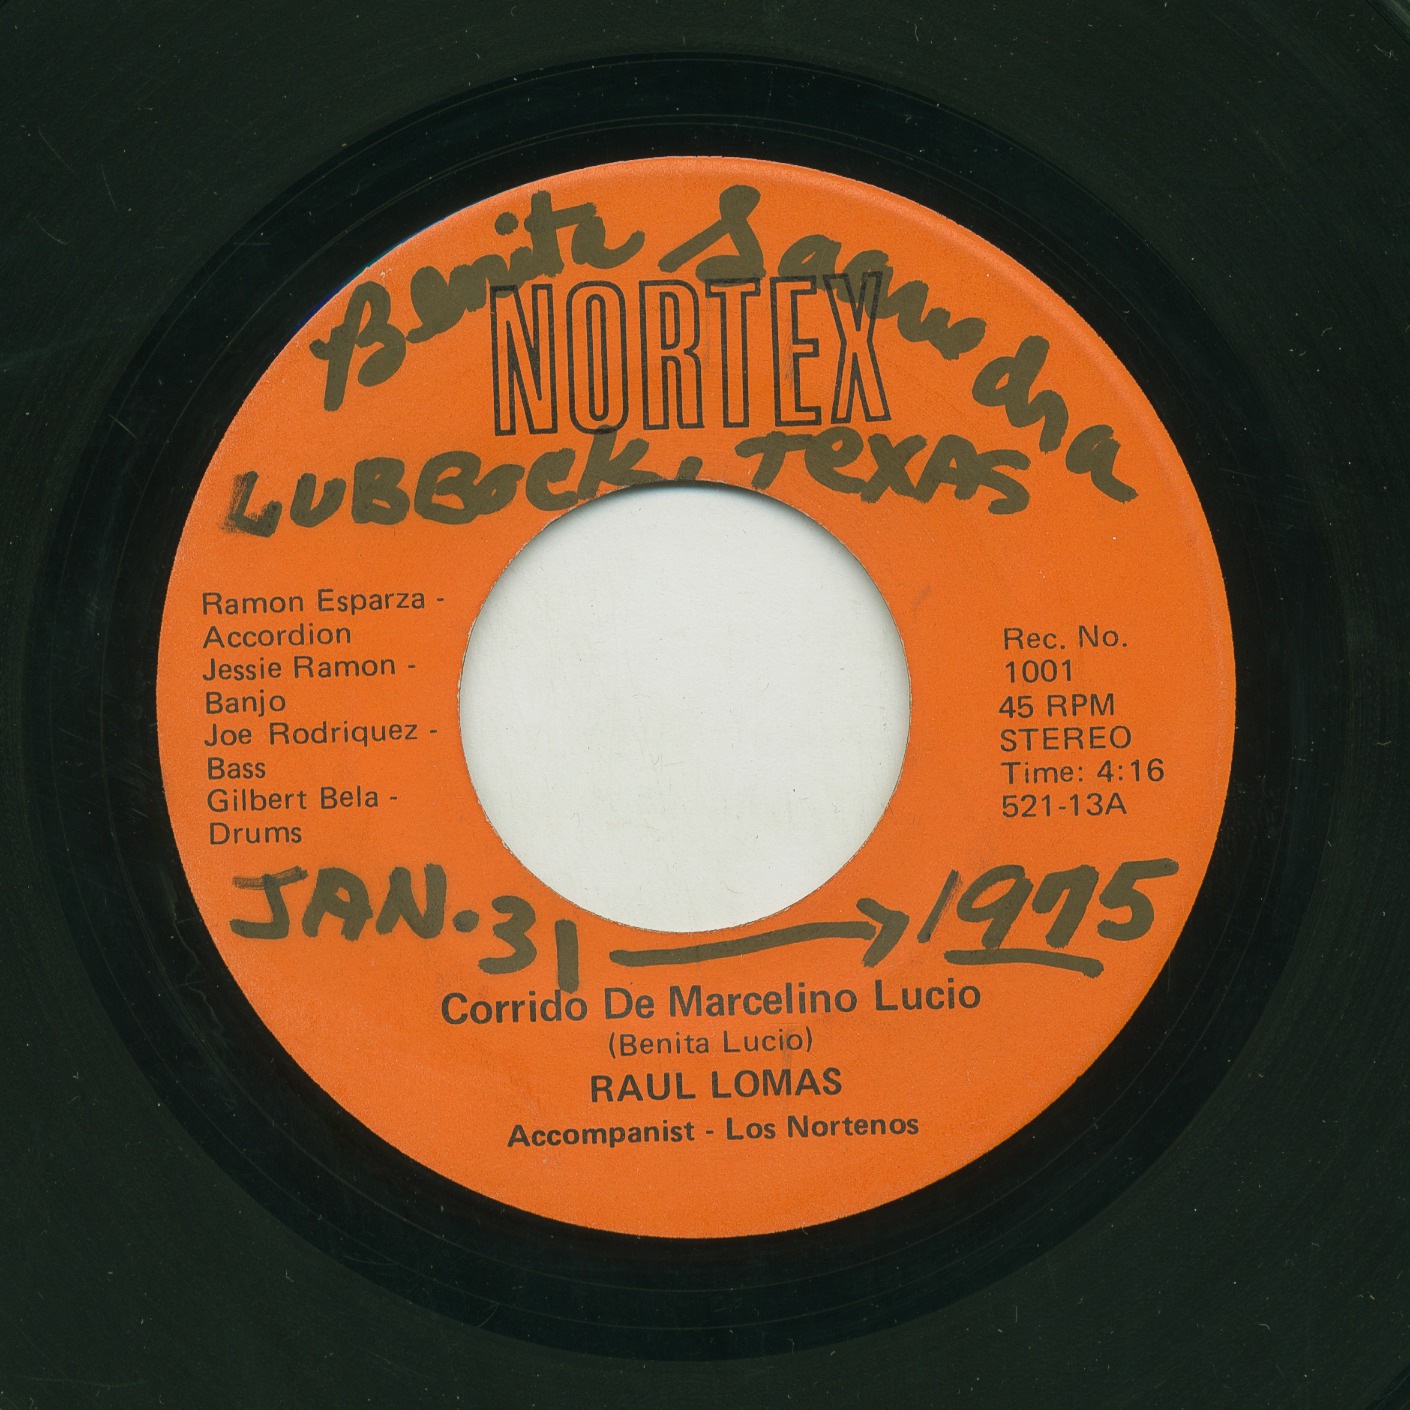 Benita Saavedra
NORTEX
LUBBOCK, TEXAS
Ramon Esparza -
Accordion
Jessie Ramon -
Banjo
Joe Rodriquez -
Bass
Gilbert Bela -
Drums
Rec. No.
1001
45 RPM
STEREO
Time: 4:16
521-13A
JAN. 31 → 1975
Corrido De Marcelino Lucio
(Benita Lucio)
RAUL LOMAS
Accompanist - Los Nortenos